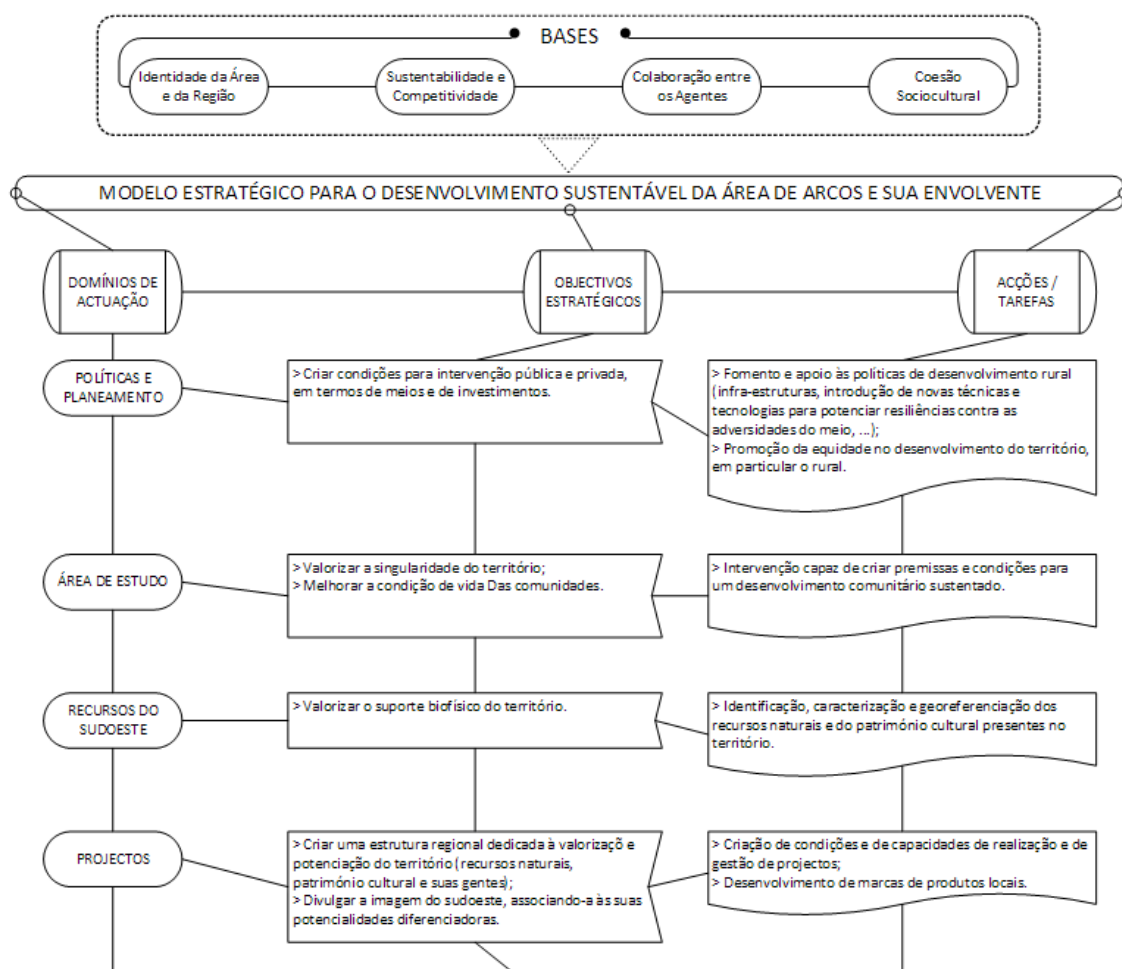 BASES
Identidade da Área
e da Região
Sustentabilidade e
Competitividade
Colaboração entre
os Agentes
Coesão
Sociocultural
MODELO ESTRATÉGICO PARA O DESENVOLVIMENTO SUSTENTÁVEL DA ÁREA DE ARCOS E SUA ENVOLVENTE
DOMÍNIOS DE
ACTUAÇÃO
OBJECTIVOS
ESTRATÉGICOS
ACÇÕES /
TAREFAS
POLÍTICAS E
PLANEAMENTO
> Criar condições para intervenção pública e privada,
em termos de meios e de investimentos.
> Fomento e apoio às políticas de desenvolvimento rural
(infra-estruturas, introdução de novas técnicas e
tecnologias para potenciar resiliências contra as
adversidades do meio, ...);
> Promoção da equidade no desenvolvimento do território,
em particular o rural.
ÁREA DE ESTUDO
> Valorizar a singularidade do território;
> Melhorar a condição de vida Das comunidades.
> Intervenção capaz de criar premissas e condições para
um desenvolvimento comunitário sustentado.
RECURSOS DO
SUDOESTE
> Valorizar o suporte biofísico do território.
> Identificação, caracterização e georeferenciação dos
recursos naturais e do património cultural presentes no
território.
PROJECTOS
> Criar uma estrutura regional dedicada à valorizaçõ e
potenciação do território (recursos naturais,
património cultural e suas gentes);
> Divulgar a imagem do sudoeste, associando-a às suas
potencialidades diferenciadoras.
> Criação de condições e de capacidades de realização e de
gestão de projectos;
> Desenvolvimento de marcas de produtos locais.